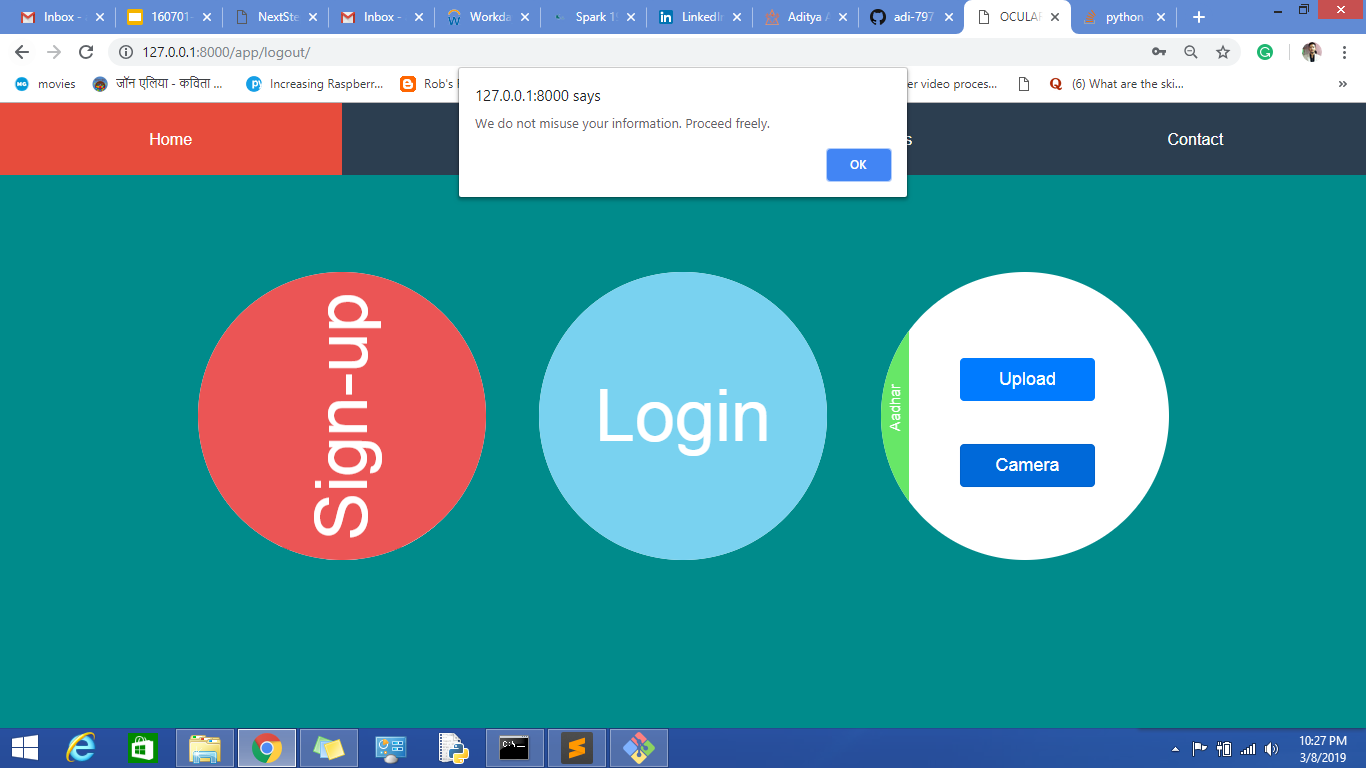 Inbox -
160701
NextSte
Inbox -
Workda
Spark 1
LinkedIn
Aditya A
adi-797
OCULAR
python
127.0.0.1:8000/app/logout/
movies
जॉन एलिया - कविता ...
Increasing Raspberr...
Rob's
er video proces...
(6) What are the ski...
127.0.0.1:8000 says
We do not misuse your information. Proceed freely.
OK
Home
s
Contact
Sign-up
Login
Aadhar
Upload
Camera
10:27 PM
3/8/2019